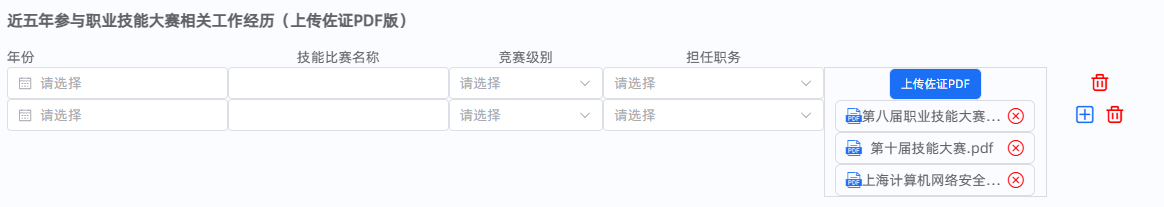 近五年参与职业技能大赛相关工作经历（上传佐证PDF版）
年份 技能比赛名称 竞赛级别 担任职务
请选择 请选择 请选择 上传佐证PDF
请选择 请选择 请选择 PDF 第八届职业技能大赛...
PDF 第十届技能大赛.pdf
PDF 上海计算机网络安全...